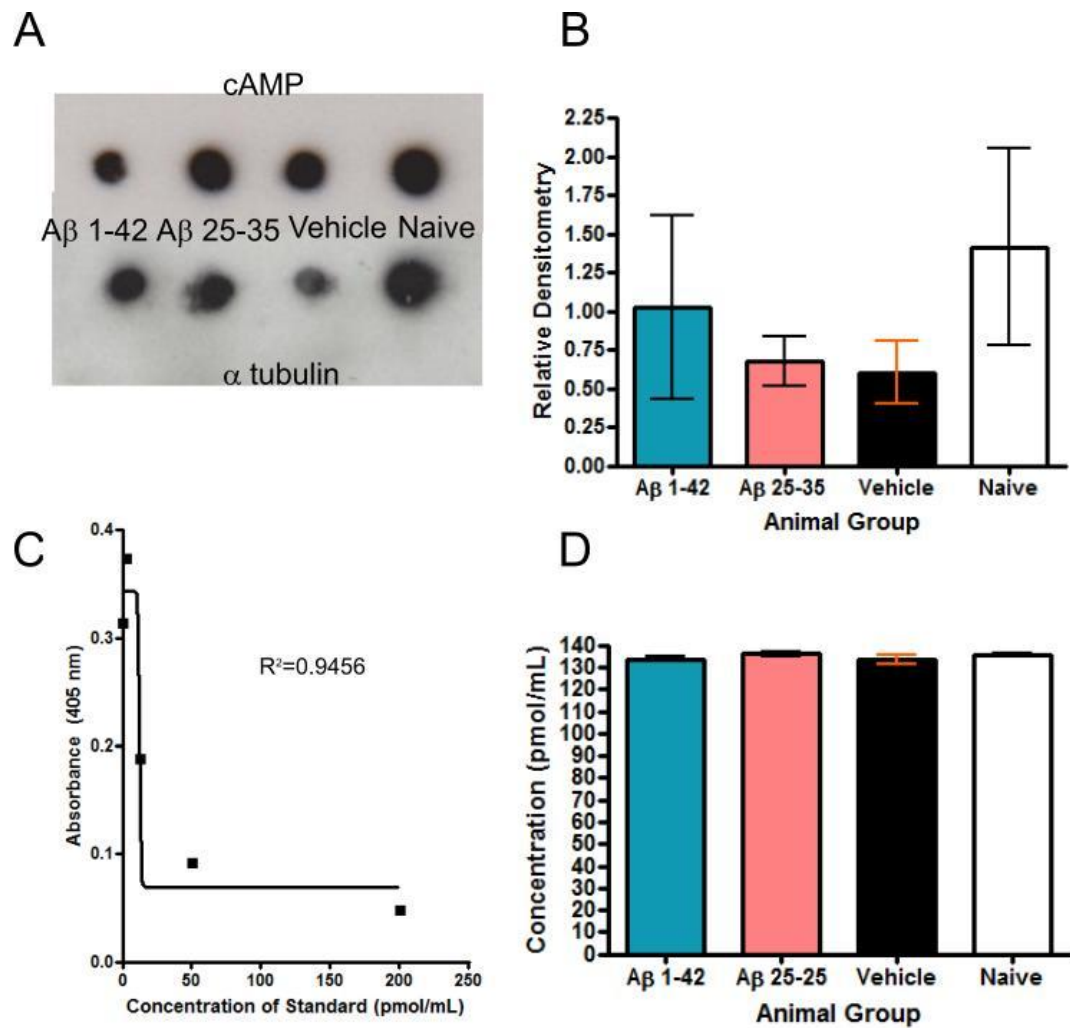 A
cAMP
Aβ 1-42 Aβ 25-35 Vehicle Naive
α tubulin
B
Relative Densitometry
2.25
2.00
1.75
1.50
1.25
1.00
0.75
0.50
0.25
0.00
Aβ 1-42 Aβ 25-35 Vehicle Naive
Animal Group
C
Absorbance (405 nm)
0.4
0.3
0.2
0.1
0.0
R²=0.9456
0 50 100 150 200 250
Concentration of Standard (pmol/mL)
D
Concentration (pmol/mL)
140
130
120
110
100
90
80
70
60
50
40
30
20
10
0
Aβ 1-42 Aβ 25-25 Vehicle Naive
Animal Group